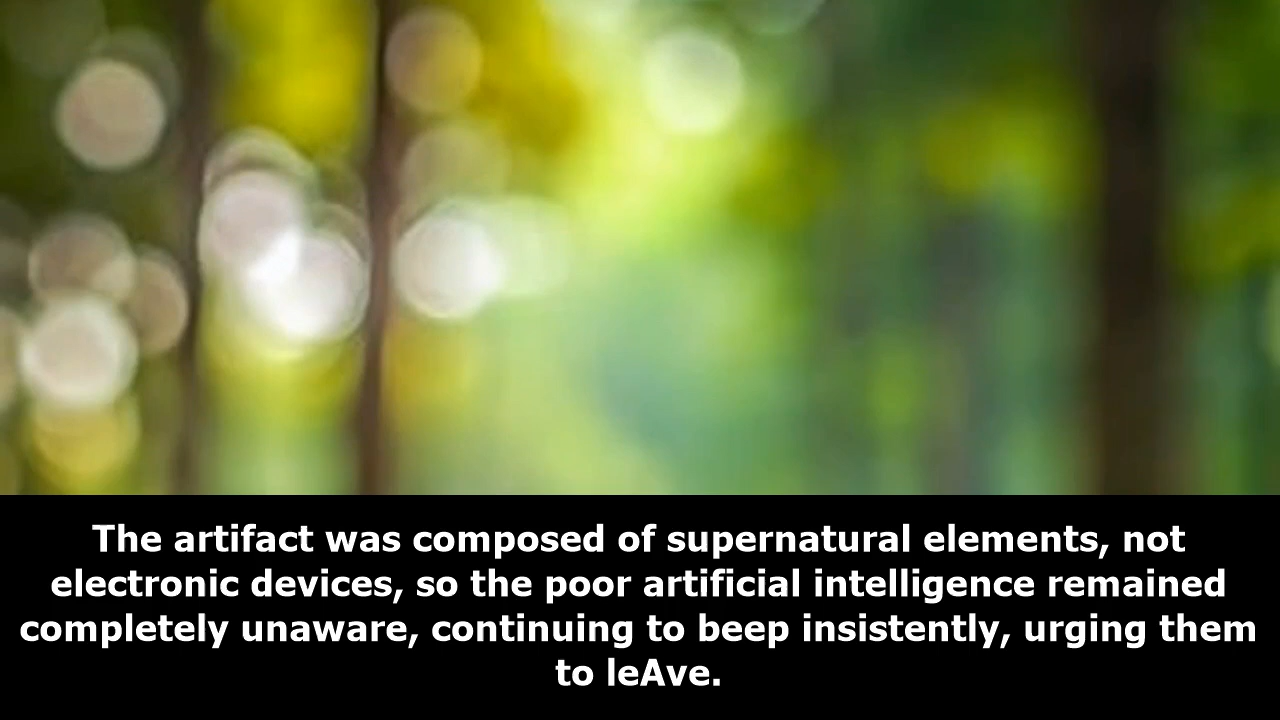 The artifact was composed of supernatural elements, not
electronic devices, so the poor artificial intelligence remained
completely unaware, continuing to beep insistently, urging them
to leAve.